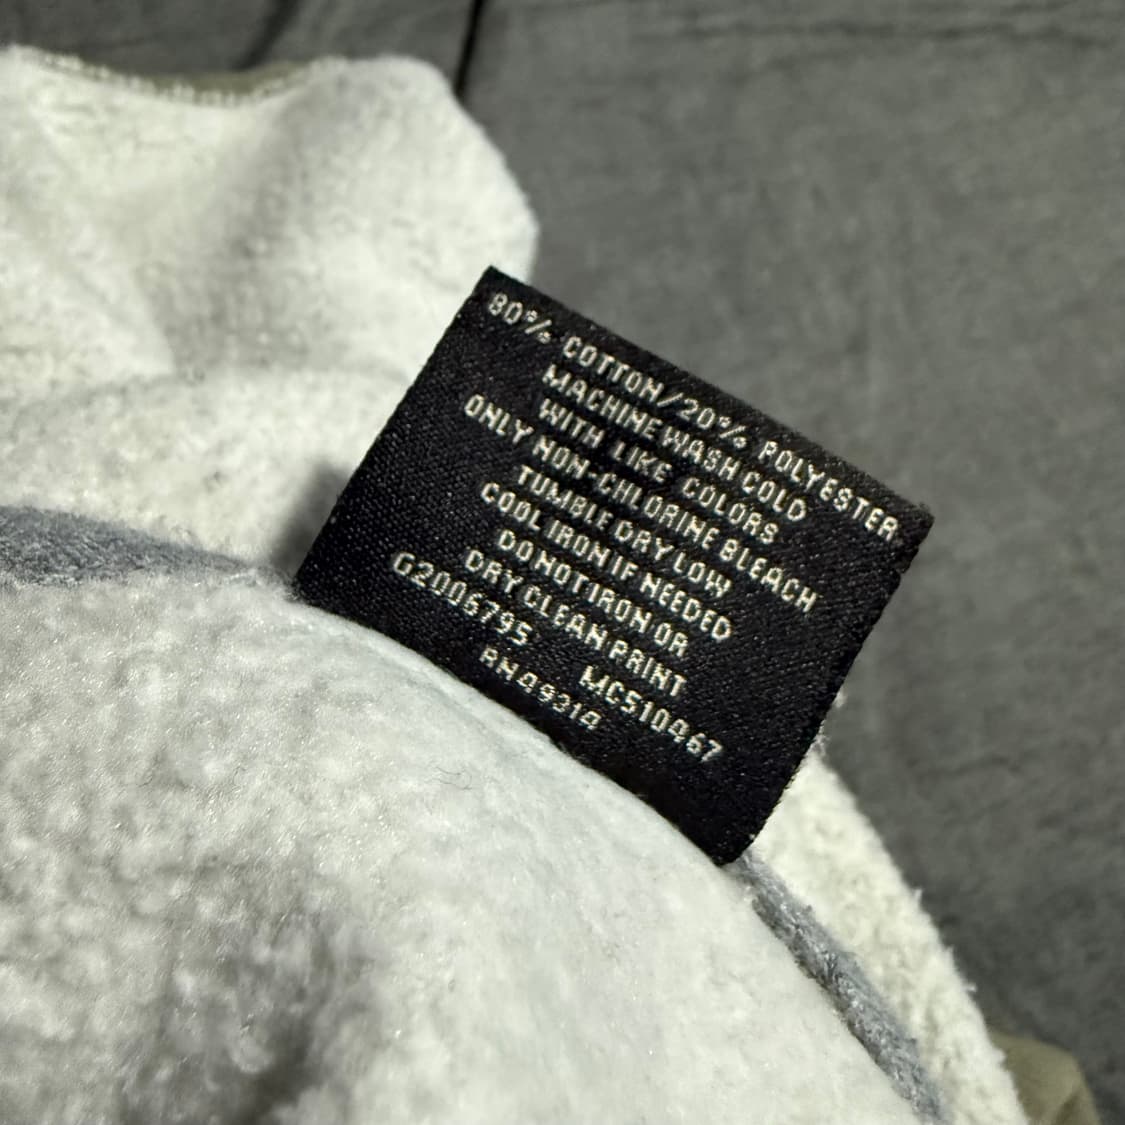 80% COTTON/20% POLYESTER
MACHINE WASH COLD
WITH LIKE COLORS
ONLY NON-CHLORINE BLEACH
TUMBLE DRY LOW
COOL IRON IF NEEDED
DO NOT IRON OR
DRY CLEAN PRINT
G2006795 MC510467
RN49314